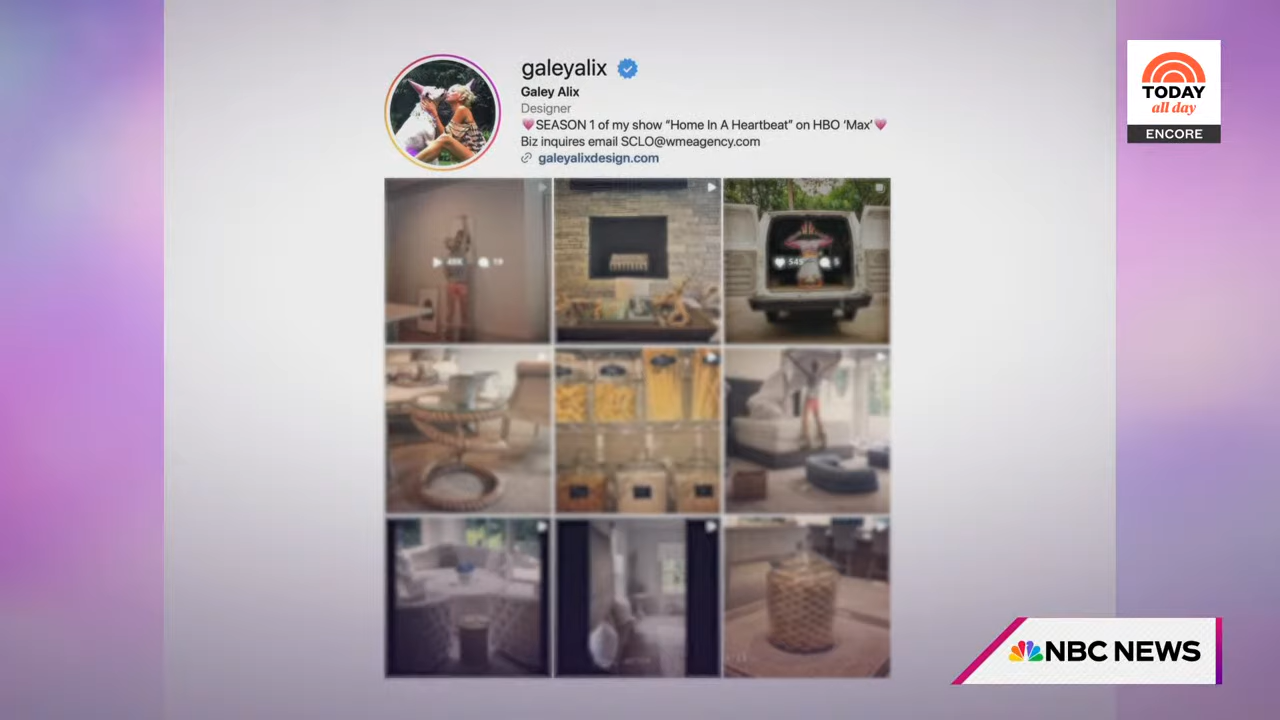 galeyalix
Galey Alix
Designer
💗SEASON 1 of my show “Home In A Heartbeat” on HBO ‘Max’💗
Biz inquires email SCLO@wmeagency.com
galeyalixdesign.com
TODAY
all day
ENCORE
NBC NEWS